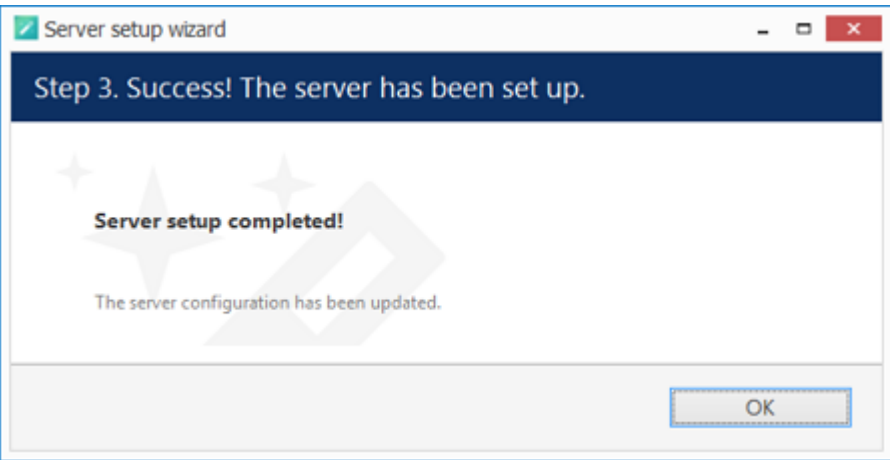 Server setup wizard
Step 3. Success! The server has been set up.
Server setup completed!
The server configuration has been updated.
OK